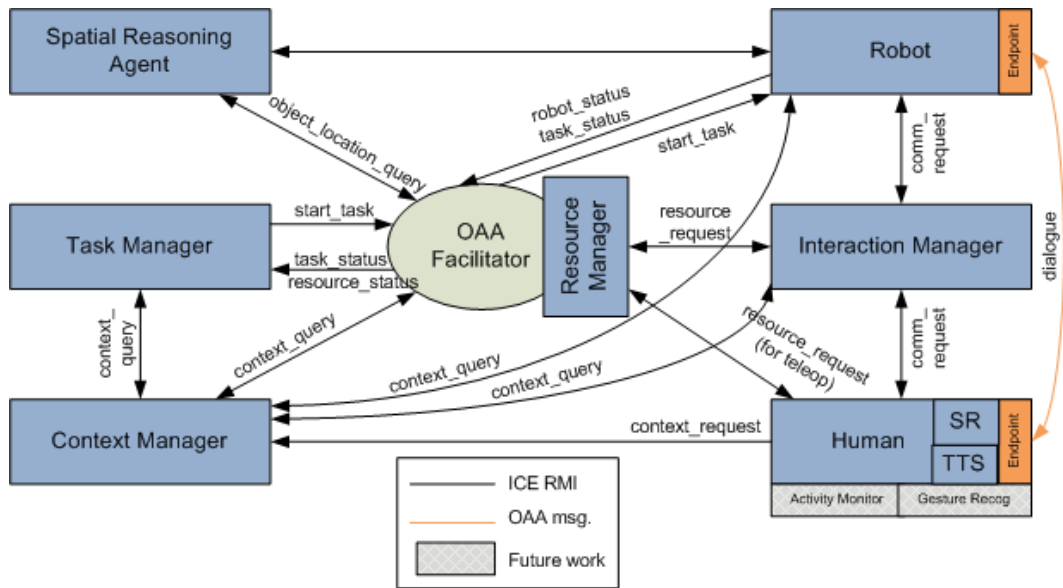 Spatial Reasoning
Agent
Robot
Endpoint
object_location_query
robot_status
task_status
start_task
comm_
request
dialogue
Task Manager
start_task
task_status
resource_status
OAA
Facilitator
Resource
Manager
resource
_request
Interaction Manager
context_
query
context_query
context_query
context_query
resource_request
(for teleop)
comm_
request
Context Manager
context_request
Human
SR
TTS
Endpoint
Activity Monitor
Gesture Recog
ICE RMI
OAA msg.
Future work